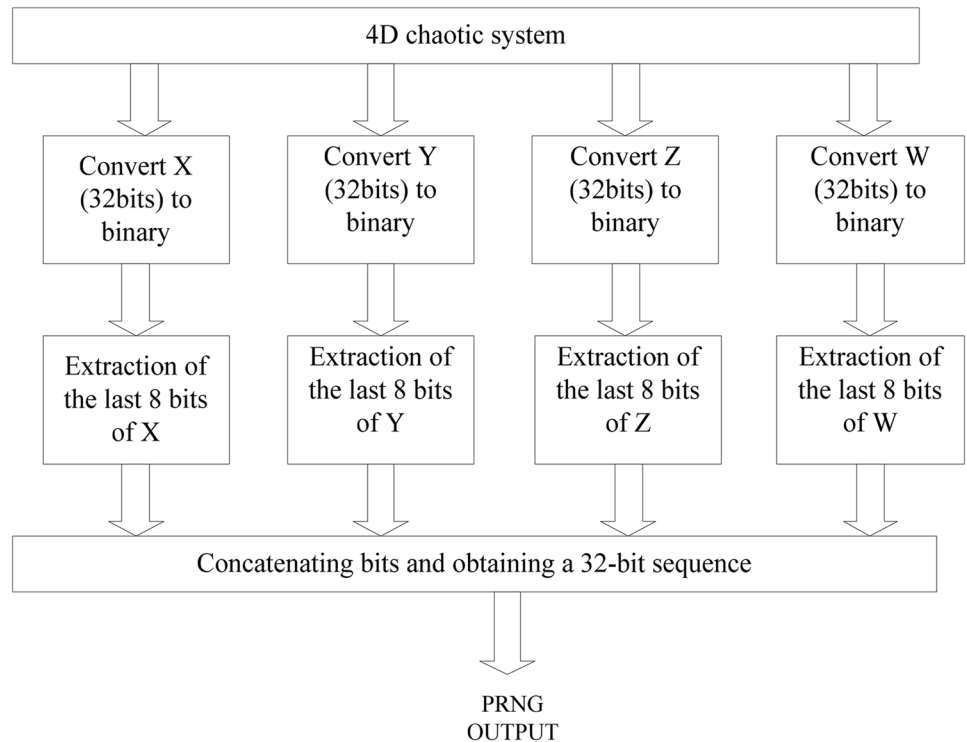 4D chaotic system
Convert X
(32bits) to
binary
Convert Y
(32bits) to
binary
Convert Z
(32bits) to
binary
Convert W
(32bits) to
binary
Extraction of
the last 8 bits
of X
Extraction of
the last 8 bits
of Y
Extraction of
the last 8 bits
of Z
Extraction of
the last 8 bits
of W
Concatenating bits and obtaining a 32-bit sequence
PRNG
OUTPUT